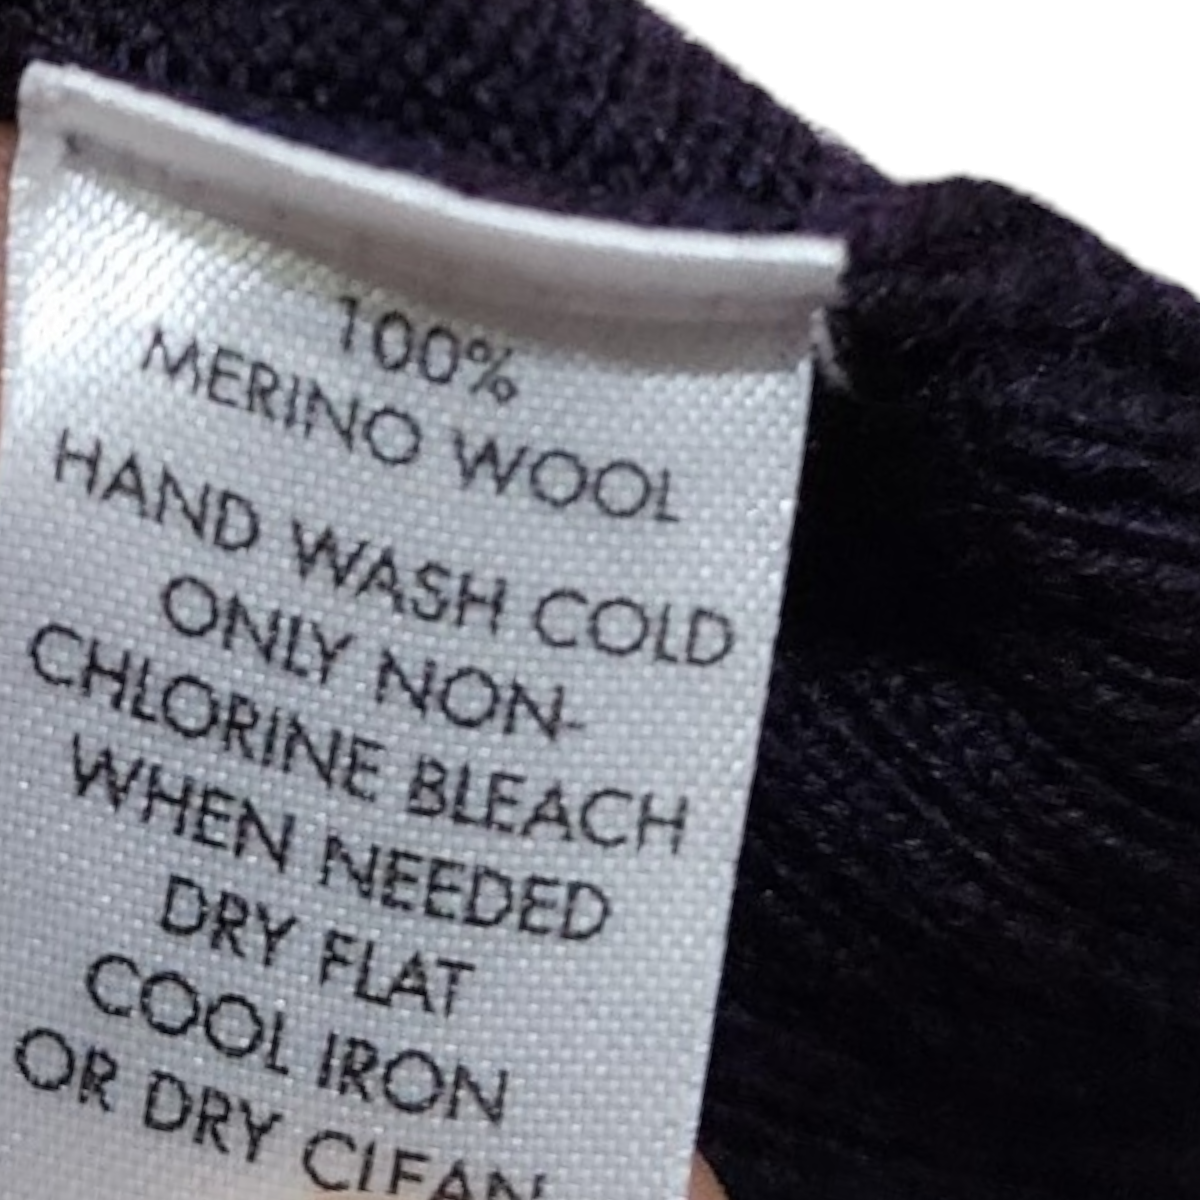 100%
MERINO WOOL
HAND WASH COLD
ONLY NON-
CHLORINE BLEACH
WHEN NEEDED
DRY FLAT
COOL IRON
OR DRY CLEAN